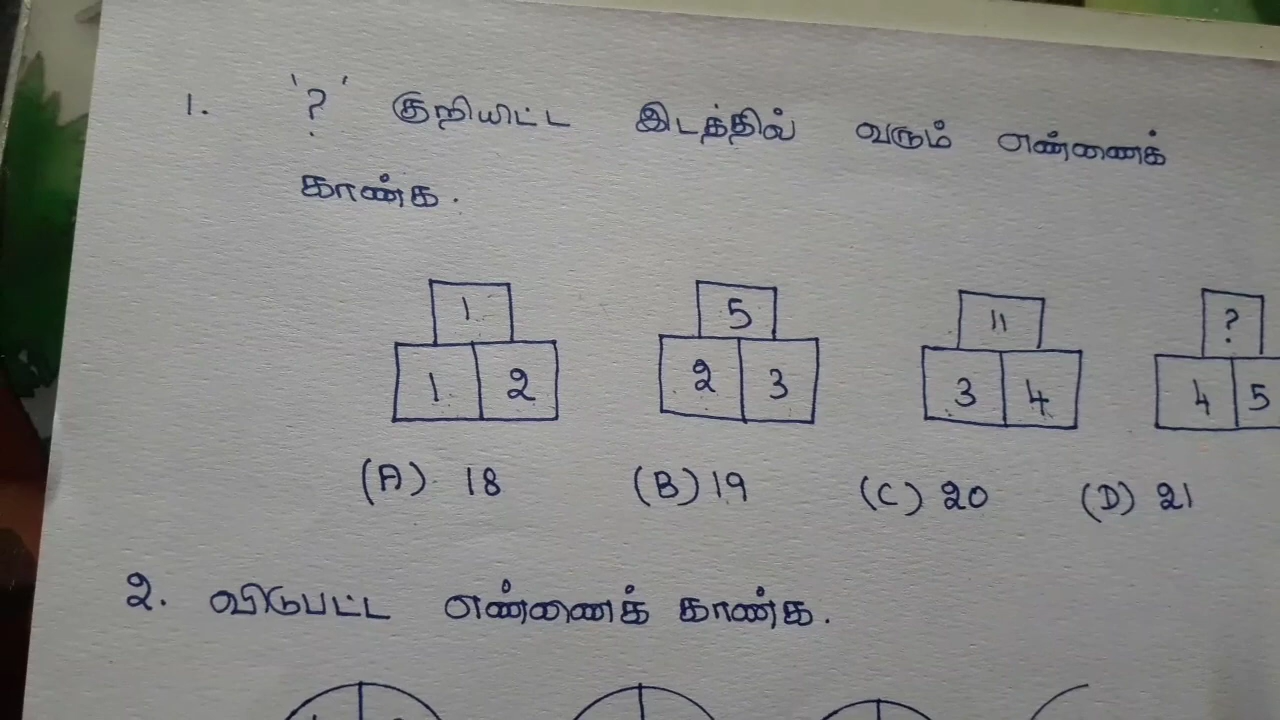 1. '?' குறியிட்ட இடத்தில் வரும் எண்ணைக்
காண்க.
1 5 11 ?
1 2 2 3 3 4 4 5
(A) 18 (B) 19 (C) 20 (D) 21
2. விடுபட்ட எண்ணைக் காண்க.